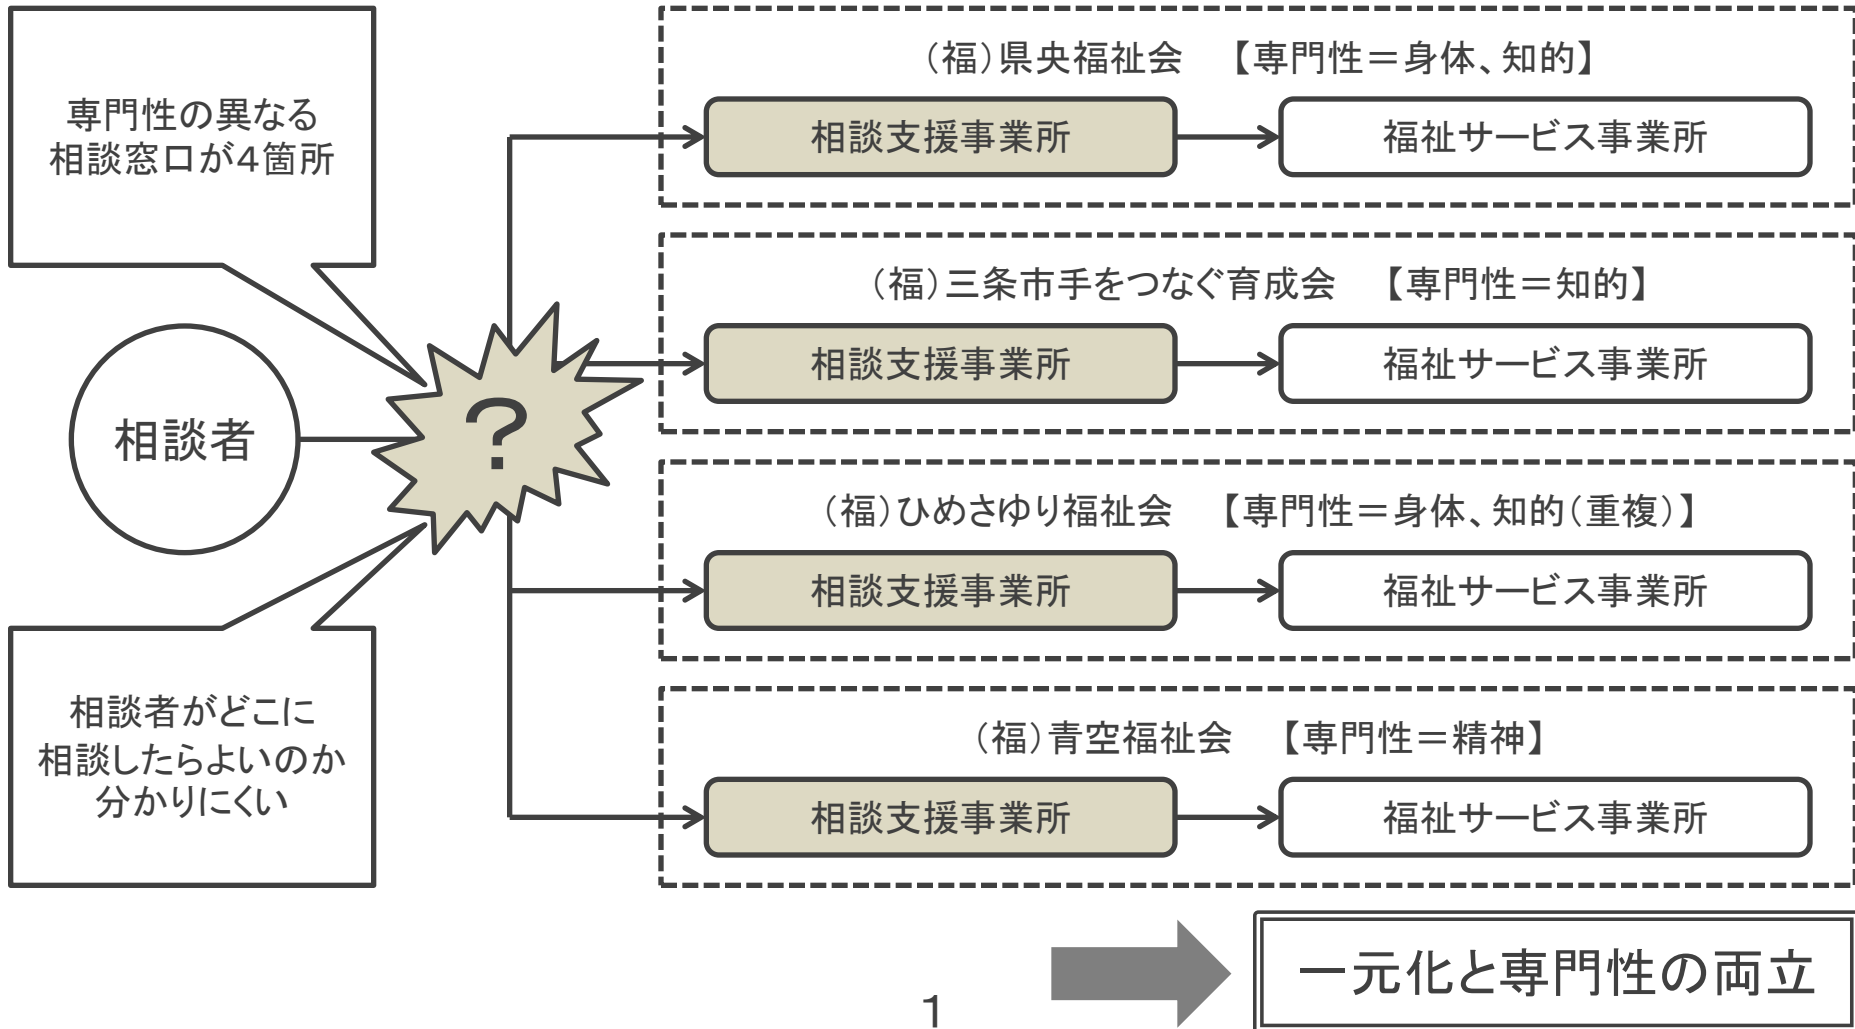 専門性の異なる
相談窓口が4箇所
相談者
?
相談者がどこに
相談したらよいのか
分かりにくい
(福)県央福祉会　【専門性=身体、知的】
相談支援事業所
福祉サービス事業所
(福)三条市手をつなぐ育成会　【専門性=知的】
相談支援事業所
福祉サービス事業所
(福)ひめさゆり福祉会　【専門性=身体、知的(重複)】
相談支援事業所
福祉サービス事業所
(福)青空福祉会　【専門性=精神】
相談支援事業所
福祉サービス事業所
一元化と専門性の両立
1